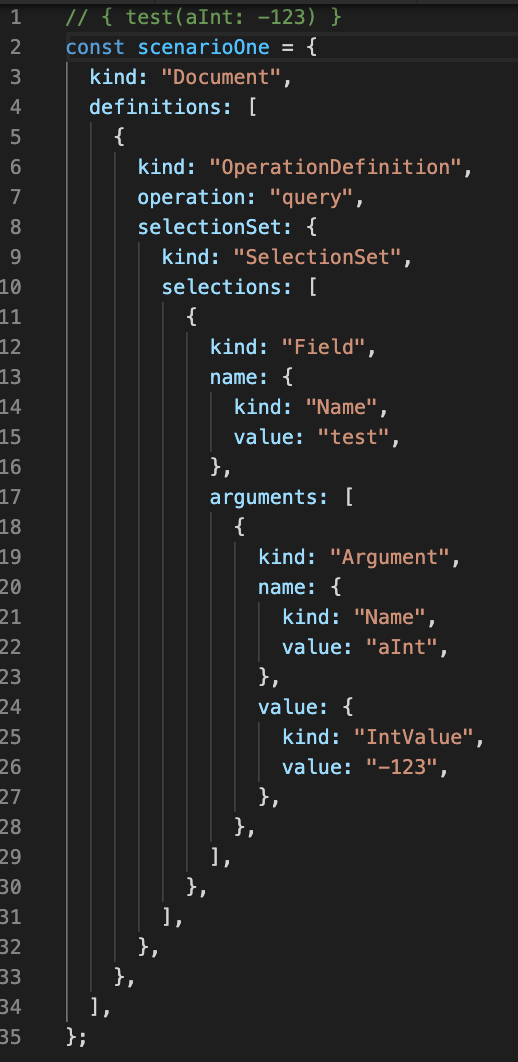 1 // { test(aInt: -123) }
2 const scenarioOne = {
3 kind: "Document",
4 definitions: [
5 {
6 kind: "OperationDefinition",
7 operation: "query",
8 selectionSet: {
9 kind: "SelectionSet",
10 selections: [
11 {
12 kind: "Field",
13 name: {
14 kind: "Name",
15 value: "test",
16 },
17 arguments: [
18 {
19 kind: "Argument",
20 name: {
21 kind: "Name",
22 value: "aInt",
23 },
24 value: {
25 kind: "IntValue",
26 value: "-123",
27 },
28 },
29 ],
30 },
31 ],
32 },
33 },
34 ],
35 };